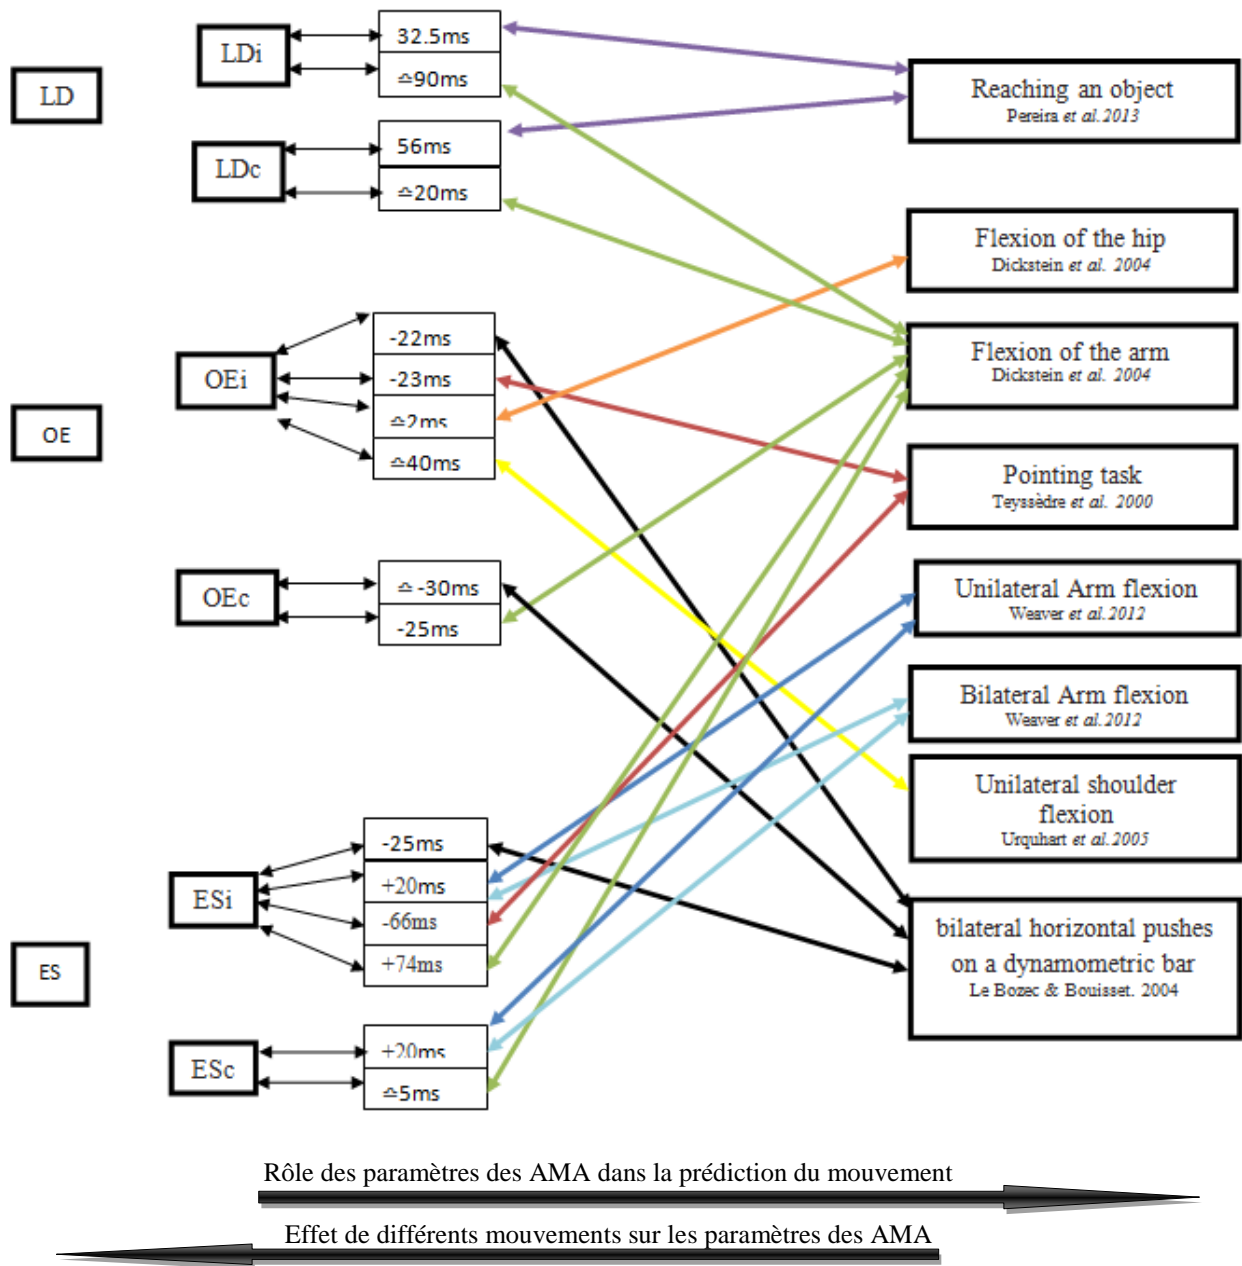 LD
LDi
32.5ms
≏90ms
LDc
56ms
≏20ms
OE
OEi
-22ms
-23ms
≏2ms
≏40ms
OEc
≏ -30ms
-25ms
ES
ESi
-25ms
+20ms
-66ms
+74ms
ESc
+20ms
≏5ms
Reaching an object
Pereira et al.2013
Flexion of the hip
Dickstein et al. 2004
Flexion of the arm
Dickstein et al. 2004
Pointing task
Teyssèdre et al. 2000
Unilateral Arm flexion
Weaver et al.2012
Bilateral Arm flexion
Weaver et al.2012
Unilateral shoulder
flexion
Urquhart et al.2005
bilateral horizontal pushes
on a dynamometric bar
Le Bozec & Bouisset. 2004
Rôle des paramètres des AMA dans la prédiction du mouvement
Effet de différents mouvements sur les paramètres des AMA